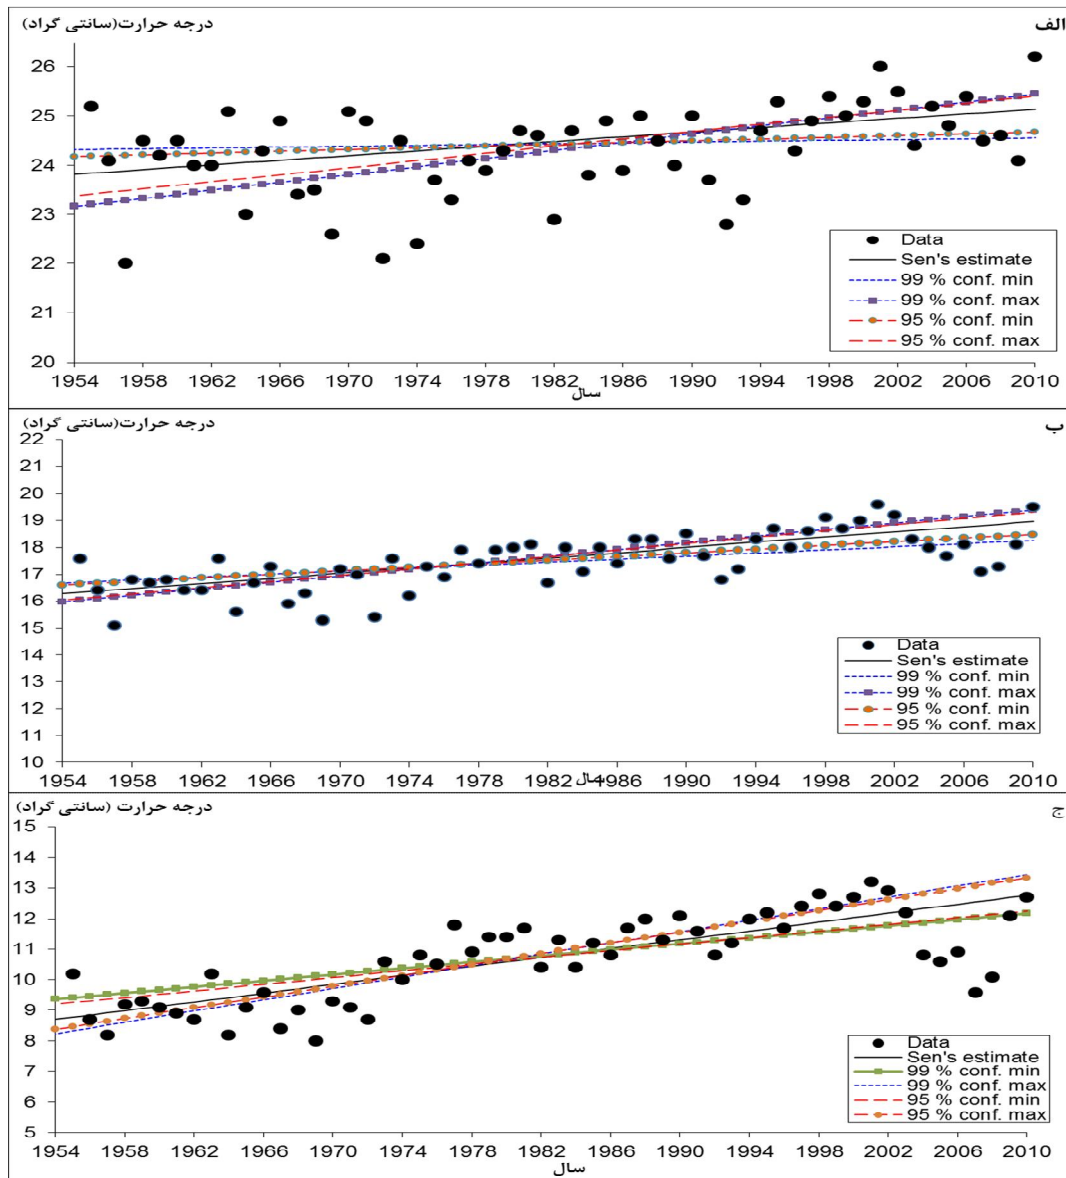 درجه حرارت(سانتی گراد)
الف
26
25
24
23
22
21
20
1954 1958 1962 1966 1970 1974 1978 1982 1986 1990 1994 1998 2002 2006 2010
سال
Data
Sen's estimate
99 % conf. min
99 % conf. max
95 % conf. min
95 % conf. max
درجه حرارت(سانتی گراد)
ب
22
21
20
19
18
17
16
15
14
13
12
11
10
1954 1958 1962 1966 1970 1974 1978 1982 1986 1990 1994 1998 2002 2006 2010
سال
Data
Sen's estimate
99 % conf. min
99 % conf. max
95 % conf. min
95 % conf. max
درجه حرارت (سانتی گراد)
ج
15
14
13
12
11
10
9
8
7
6
5
1954 1958 1962 1966 1970 1974 1978 1982 1986 1990 1994 1998 2002 2006 2010
سال
Data
Sen's estimate
99 % conf. min
99 % conf. max
95 % conf. min
95 % conf. max